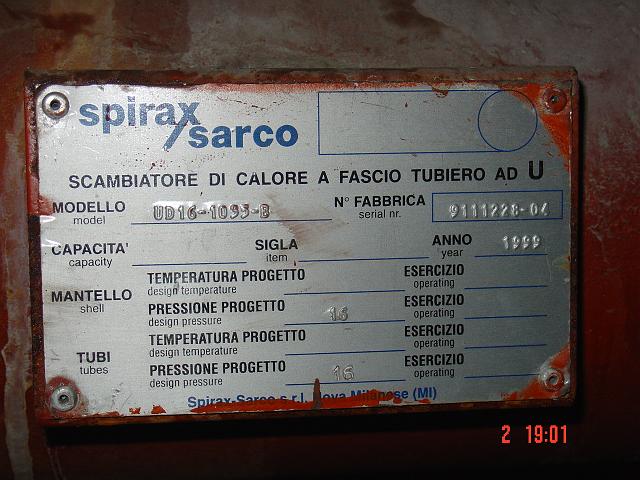 spirax
sarco
SCAMBIATORE DI CALORE A FASCIO TUBIERO AD U
MODELLO UD16-1093-B N° FABBRICA 9111228-04
model serial nr.
CAPACITA' SIGLA ANNO 1999
capacity item year
MANTELLO
shell
TEMPERATURA PROGETTO ESERCIZIO
design temperature operating
PRESSIONE PROGETTO 16 ESERCIZIO
design pressure operating
TUBI
tubes
TEMPERATURA PROGETTO ESERCIZIO
design temperature operating
PRESSIONE PROGETTO 16 ESERCIZIO
design pressure operating
Spirax-Sarco s.r.l. Nova Milanese (MI)
2 19:01